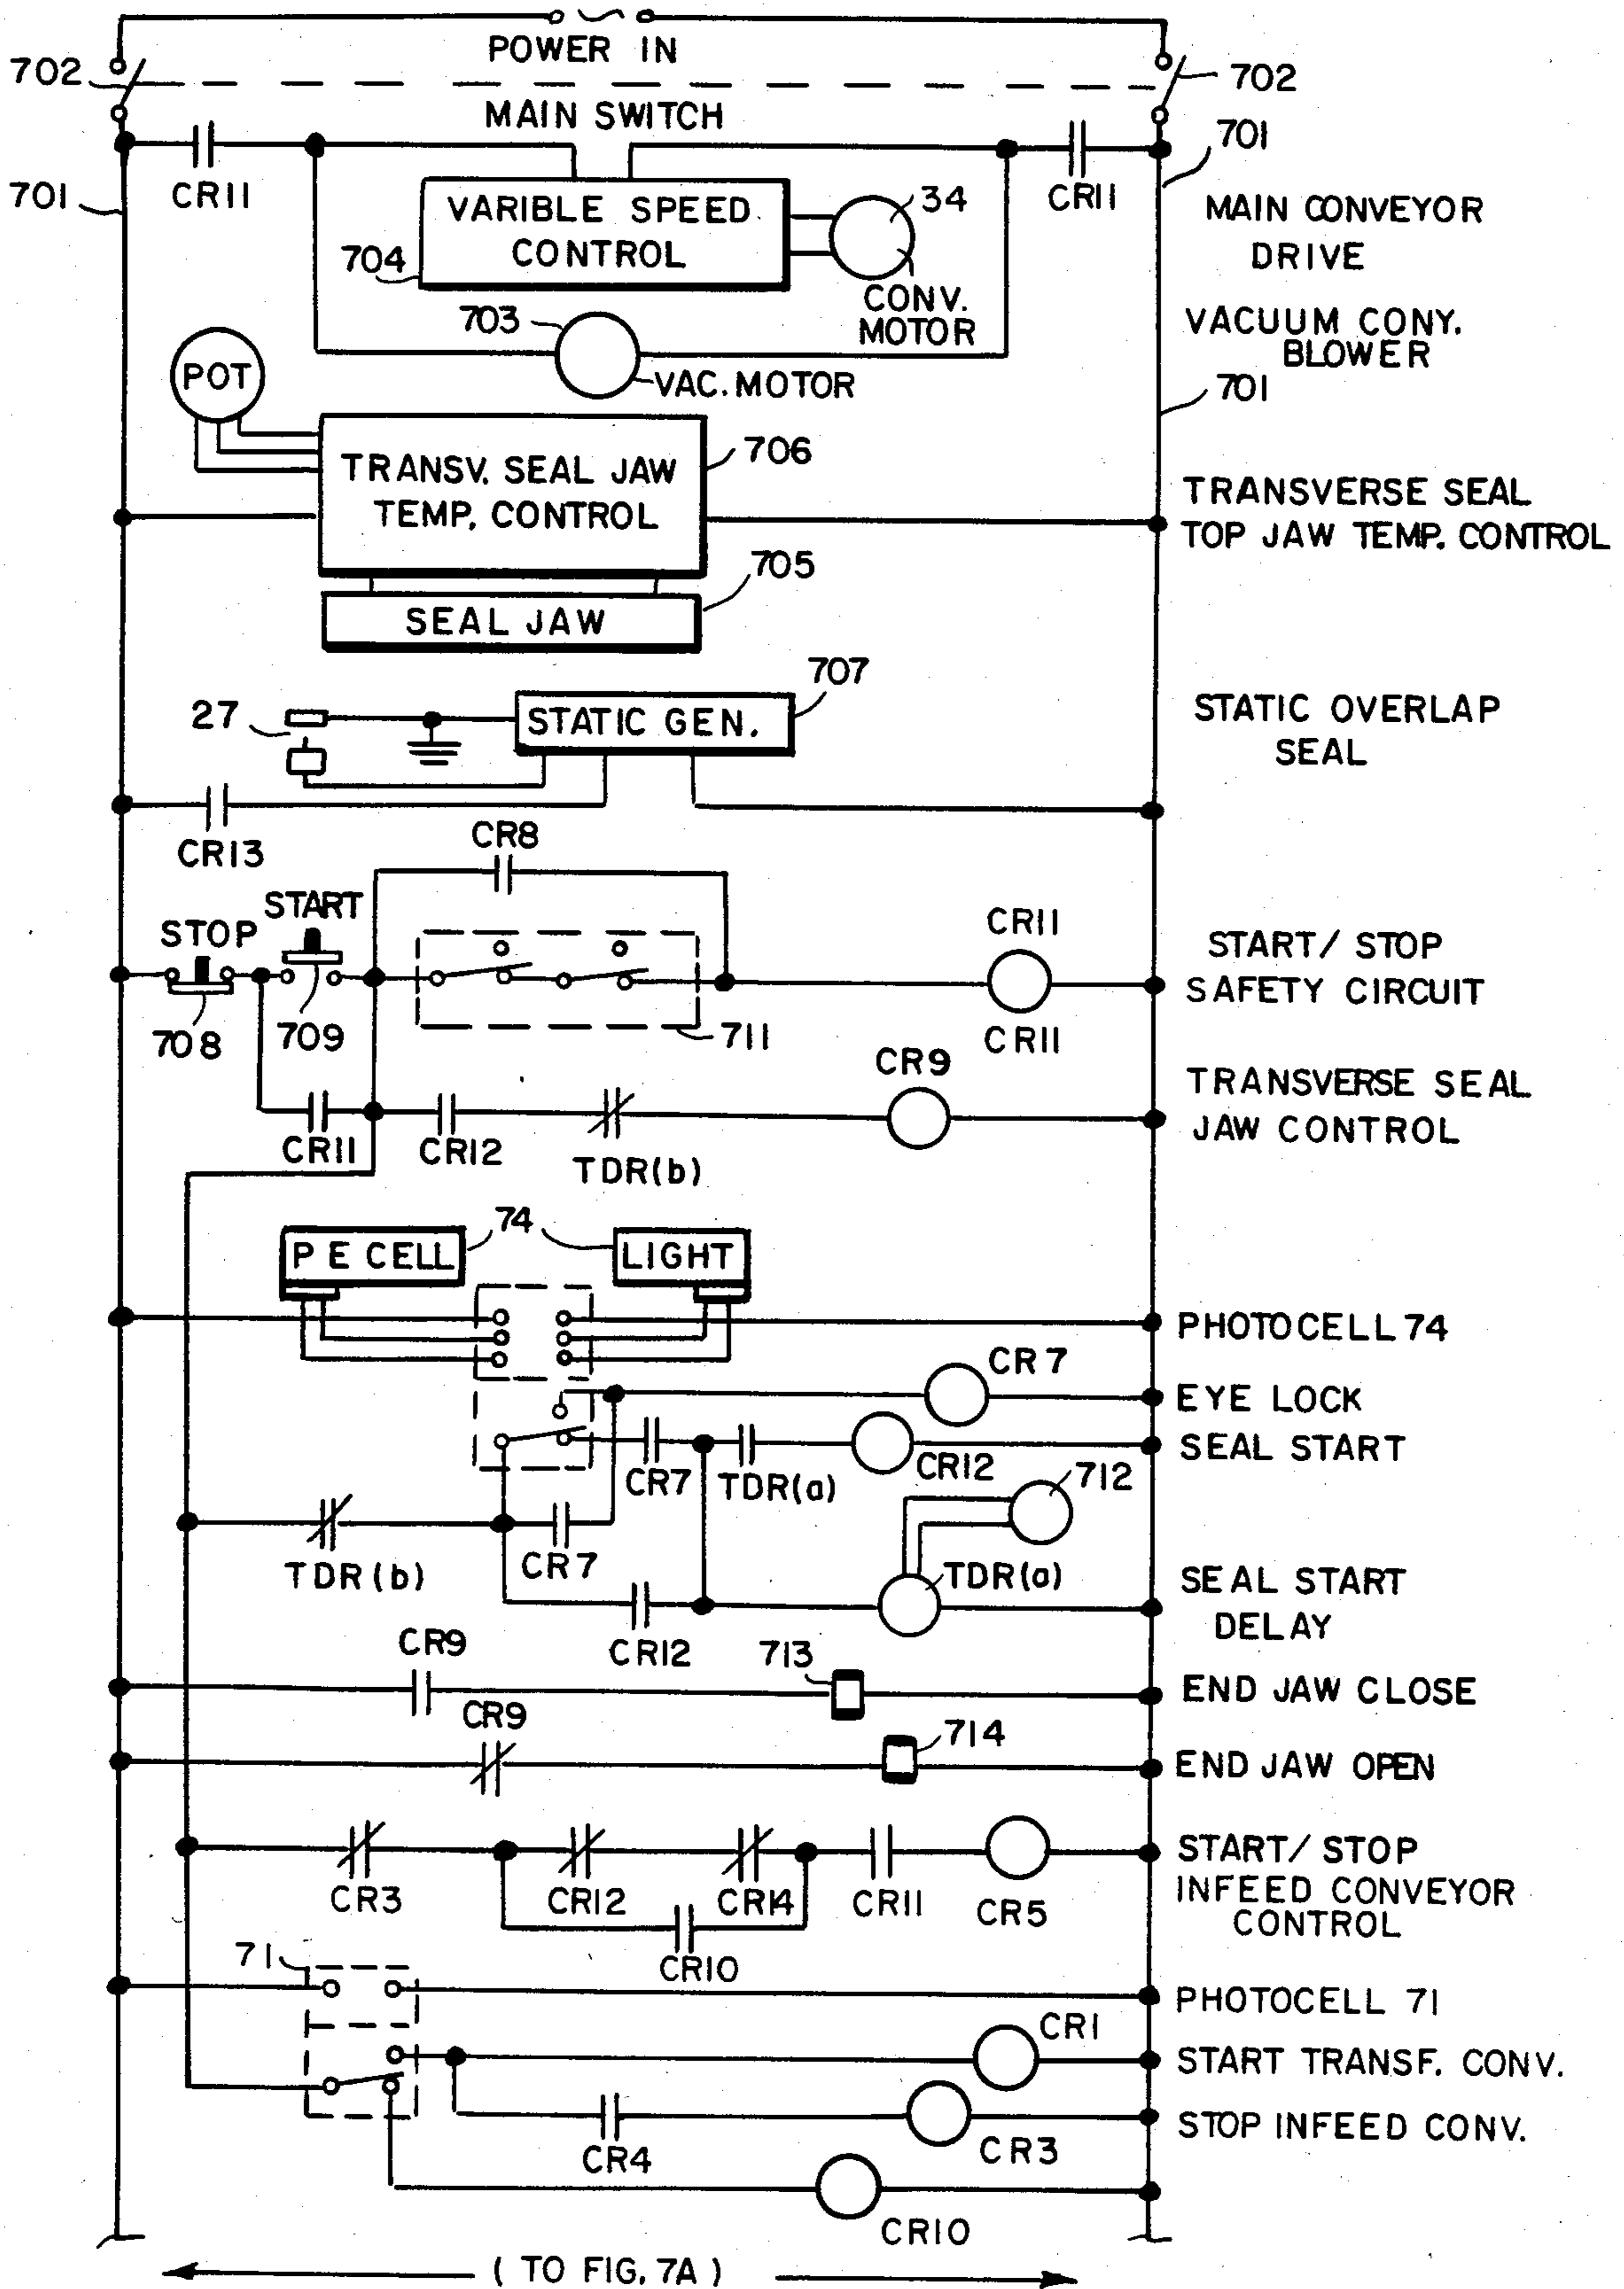 POWER IN
702
702
MAIN SWITCH
701
701
CR11
CR11
VARIBLE SPEED
CONTROL
34
MAIN CONVEYOR
DRIVE
704
CONV.
MOTOR
703
VACUUM CONY.
BLOWER
POT
VAC. MOTOR
701
TRANSV. SEAL JAW
TEMP. CONTROL
706
TRANSVERSE SEAL
TOP JAW TEMP. CONTROL
705
SEAL JAW
707
27
STATIC GEN.
STATIC OVERLAP
SEAL
CR13
CR8
START
STOP
CR11
START/ STOP
SAFETY CIRCUIT
708
709
711
CR11
CR9
TRANSVERSE SEAL
JAW CONTROL
CR11
CR12
TDR(b)
P E CELL
74
LIGHT
PHOTOCELL 74
CR7
EYE LOCK
SEAL START
CR7
TDR(a)
CR12
712
TDR(b)
CR7
TDR(a)
SEAL START
DELAY
CR12
CR9
713
END JAW CLOSE
CR9
714
END JAW OPEN
START/ STOP
INFEED CONVEYOR
CONTROL
CR3
CR12
CR14
CR11
CR5
CR10
71
PHOTOCELL 71
CR1
START TRANSF. CONV.
STOP INFEED CONV.
CR4
CR3
CR10
( TO FIG. 7A )